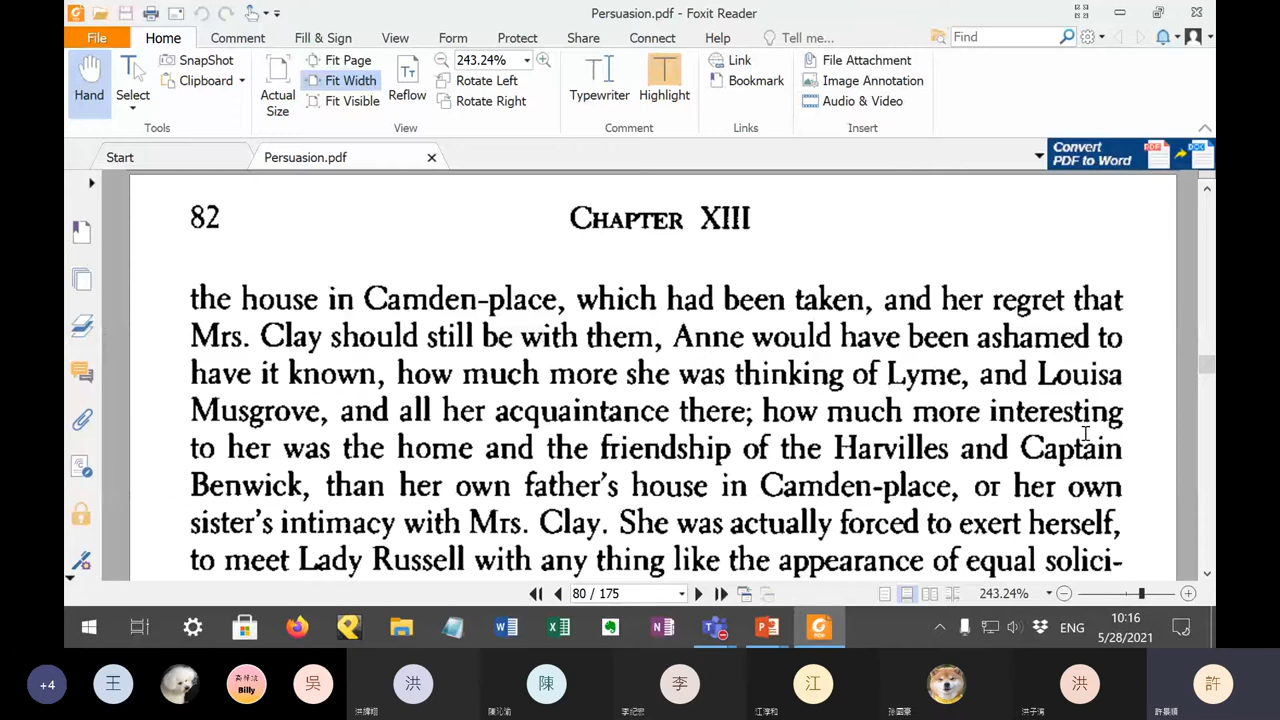 Persuasion.pdf - Foxit Reader
File Home Comment Fill & Sign View Form Protect Share Connect Help Tell me... Find
SnapShot Fit Page 243.24% Link File Attachment
Clipboard Fit Width Rotate Left Bookmark Image Annotation
Hand Select Actual Size Fit Visible Reflow Rotate Right Typewriter Highlight Audio & Video
Tools View Comment Links Insert
Start Persuasion.pdf
Convert
PDF to Word
82 CHAPTER XIII
the house in Camden-place, which had been taken, and her regret that
Mrs. Clay should still be with them, Anne would have been ashamed to
have it known, how much more she was thinking of Lyme, and Louisa
Musgrove, and all her acquaintance there; how much more interesting
to her was the home and the friendship of the Harvilles and Captain
Benwick, than her own father's house in Camden-place, or her own
sister's intimacy with Mrs. Clay. She was actually forced to exert herself,
to meet Lady Russell with any thing like the appearance of equal solici-
80 / 175 243.24%
ENG 10:16
5/28/2021
+4 王 Billy 吳 洪 陳 李 江 洪 許
江淳和